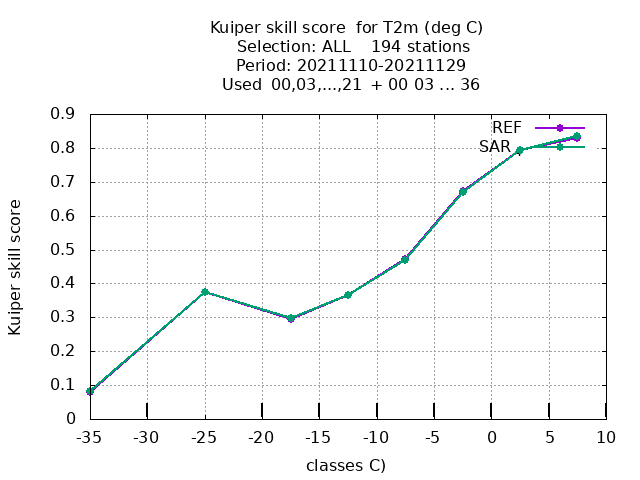 Kuiper skill score  for T2m (deg C)
Selection: ALL    194 stations
Period: 20211110-20211129
Used  00,03,...,21  + 00 03 ... 36
REF
SAR
Kuiper skill score
0.9
0.8
0.7
0.6
0.5
0.4
0.3
0.2
0.1
0
-35 -30 -25 -20 -15 -10 -5 0 5 10
classes C)